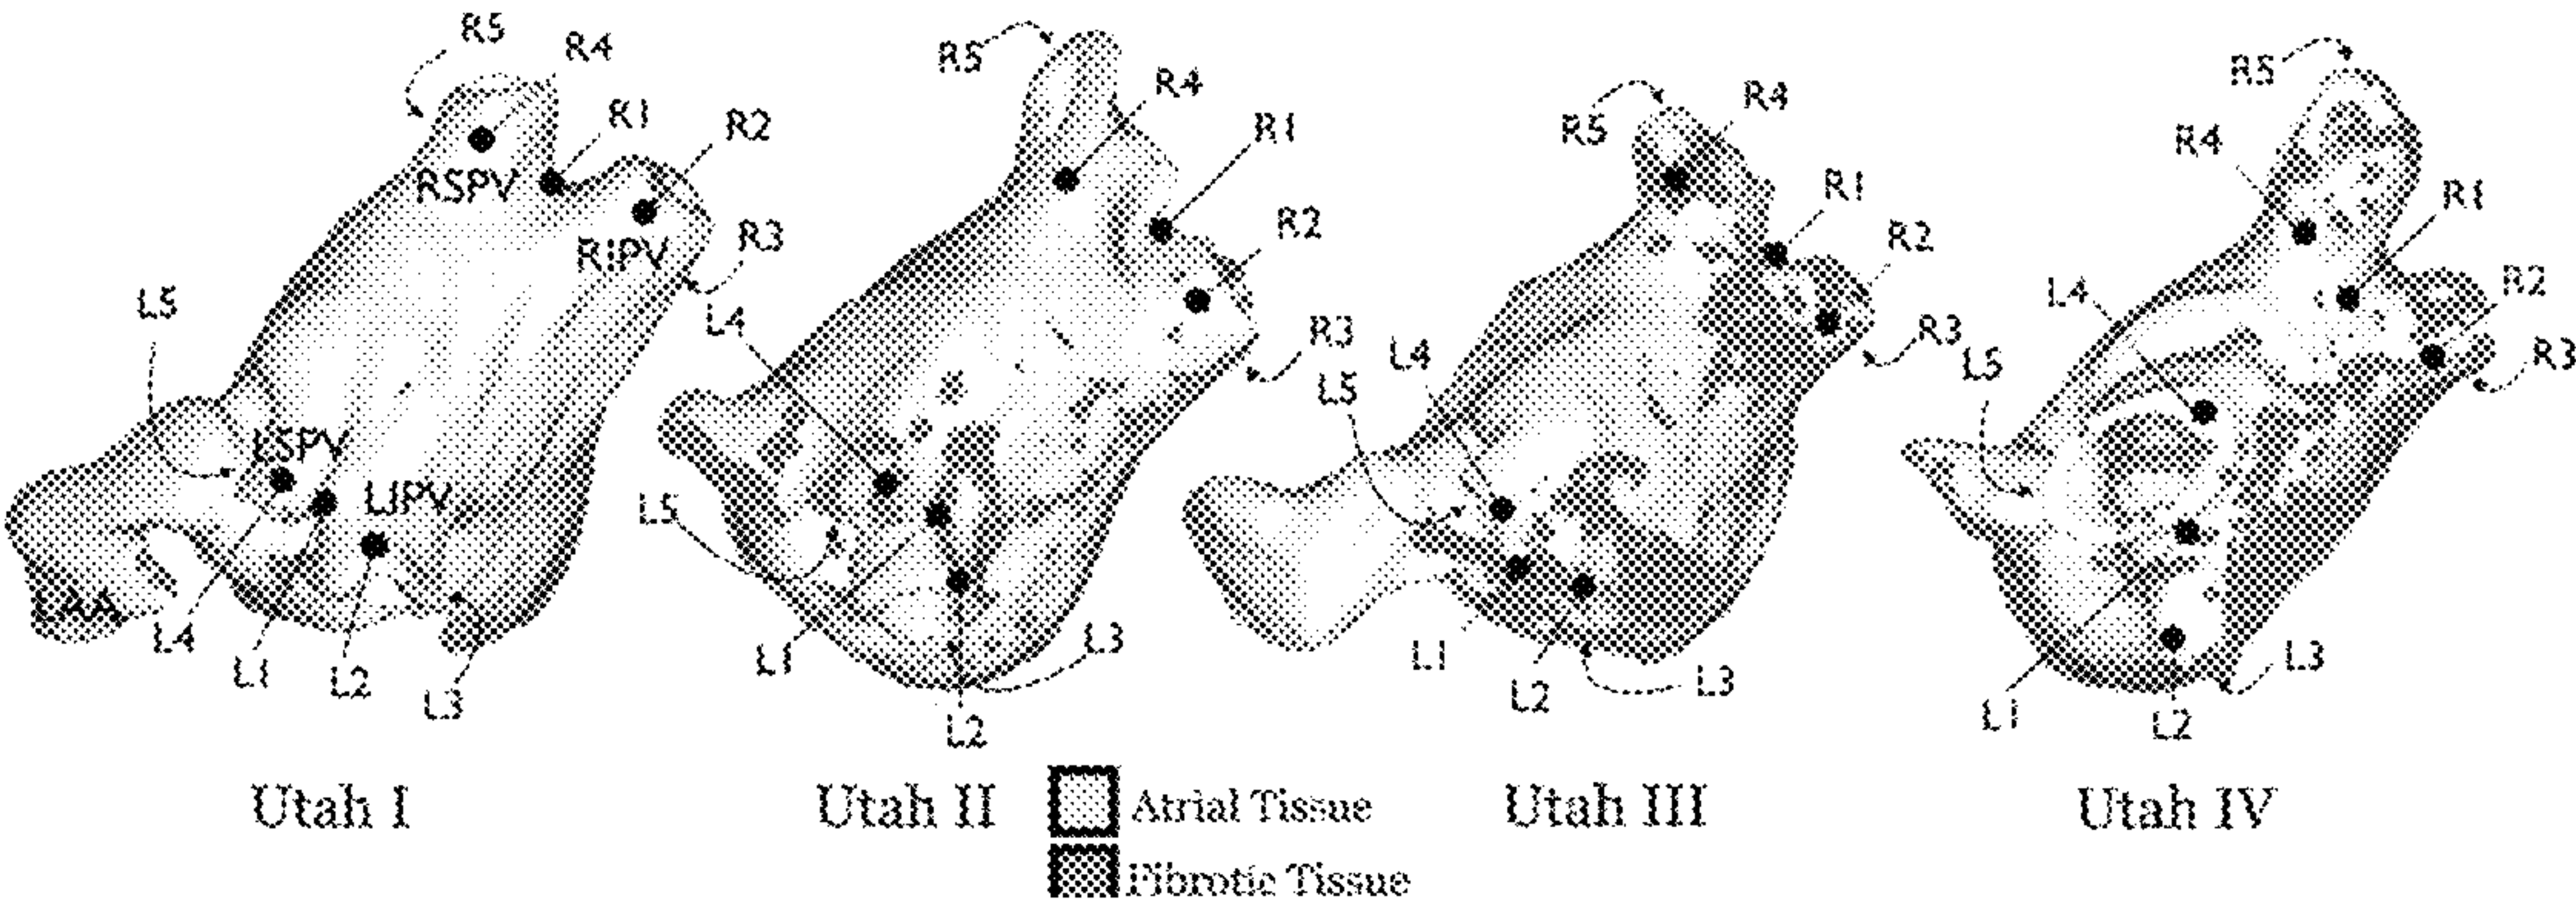 R5
R4
R1
R2
RSPV
RIPV
R3
L5
LSPV
LIPV
LAA
L4
L1
L2
L3
Utah I
R5
R4
R1
R2
R3
L4
L5
L1
L2
L3
Utah II
R5
R4
R1
R2
R3
L4
L5
L1
L2
L3
Utah III
R5
R4
R1
R2
R3
L4
L5
L1
L2
L3
Utah IV
Atrial Tissue
Fibrotic Tissue